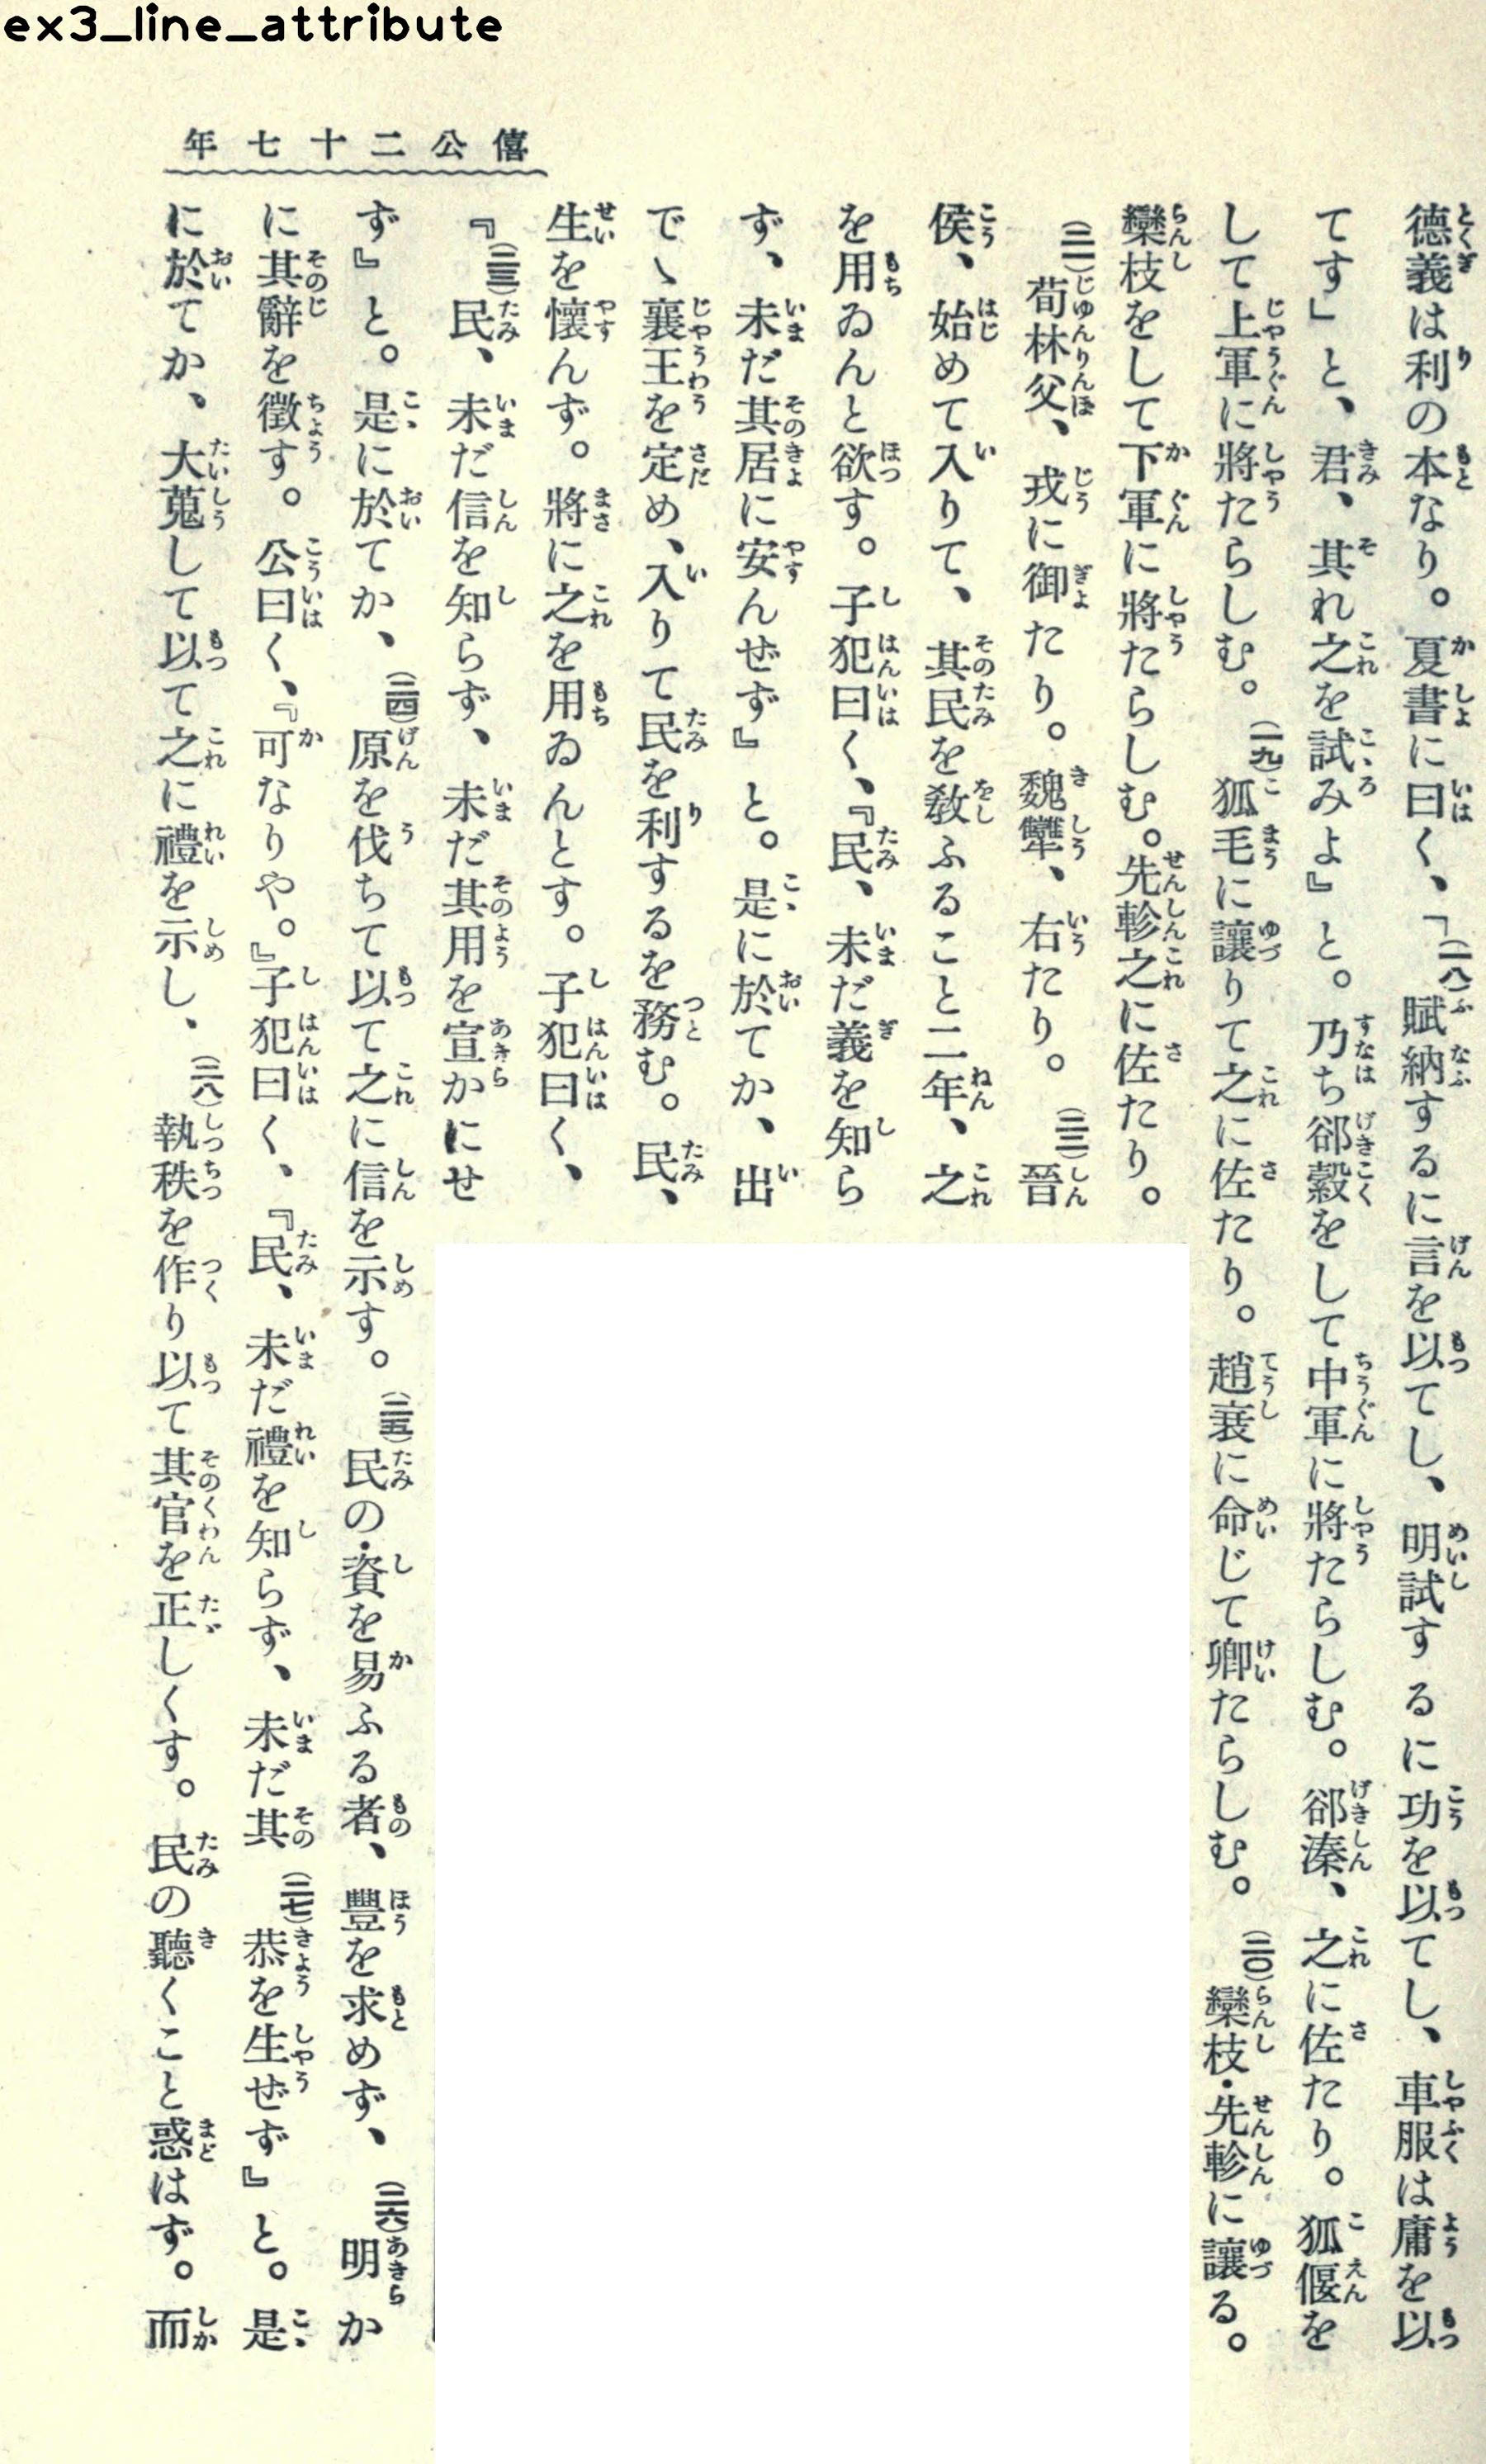 ex3_line_attribute
僖公二十七年
德義は利の本なり。夏書に曰く、「(一八)賦納するに言を以てし、明試するに功を以てし、車服は庸を以
てす」と、君、其れ之を試みよ』と。乃ち郤縠をして中軍に將たらしむ。郤溱、之に佐たり。狐偃を
して上軍に將たらしむ。(一九)狐毛に讓りて之に佐たり。趙衰に命じて卿たらしむ。(二〇)欒枝・先軫に讓る。
欒枝をして下軍に將たらしむ。先軫之に佐たり。
(二一)荀林父、戎に御たり。魏犨、右たり。(二二)晉
侯、始めて入りて、其民を敎ふること二年、之
を用ゐんと欲す。子犯曰く、『民、未だ義を知ら
ず、未だ其居に安んぜず』と。是に於てか、出
でゝ襄王を定め、入りて民を利するを務む。民、
生を懷んず。將に之を用ゐんとす。子犯曰く、
『(二三)民、未だ信を知らず、未だ其用を宣かにせ
ず』と。是に於てか、(二四)原を伐ちて以て之に信を示す。(二五)民の・資を易ふる者、豐を求めず、(二六)明か
に其辭を徵す。公曰く、『可なりや。』子犯曰く、『民、未だ禮を知らず、未だ其(二七)恭を生ぜず』と。是
に於てか、大蒐して以て之に禮を示し、(二八)執秩を作り以て其官を正しくす。民の聽くこと惑はず。而